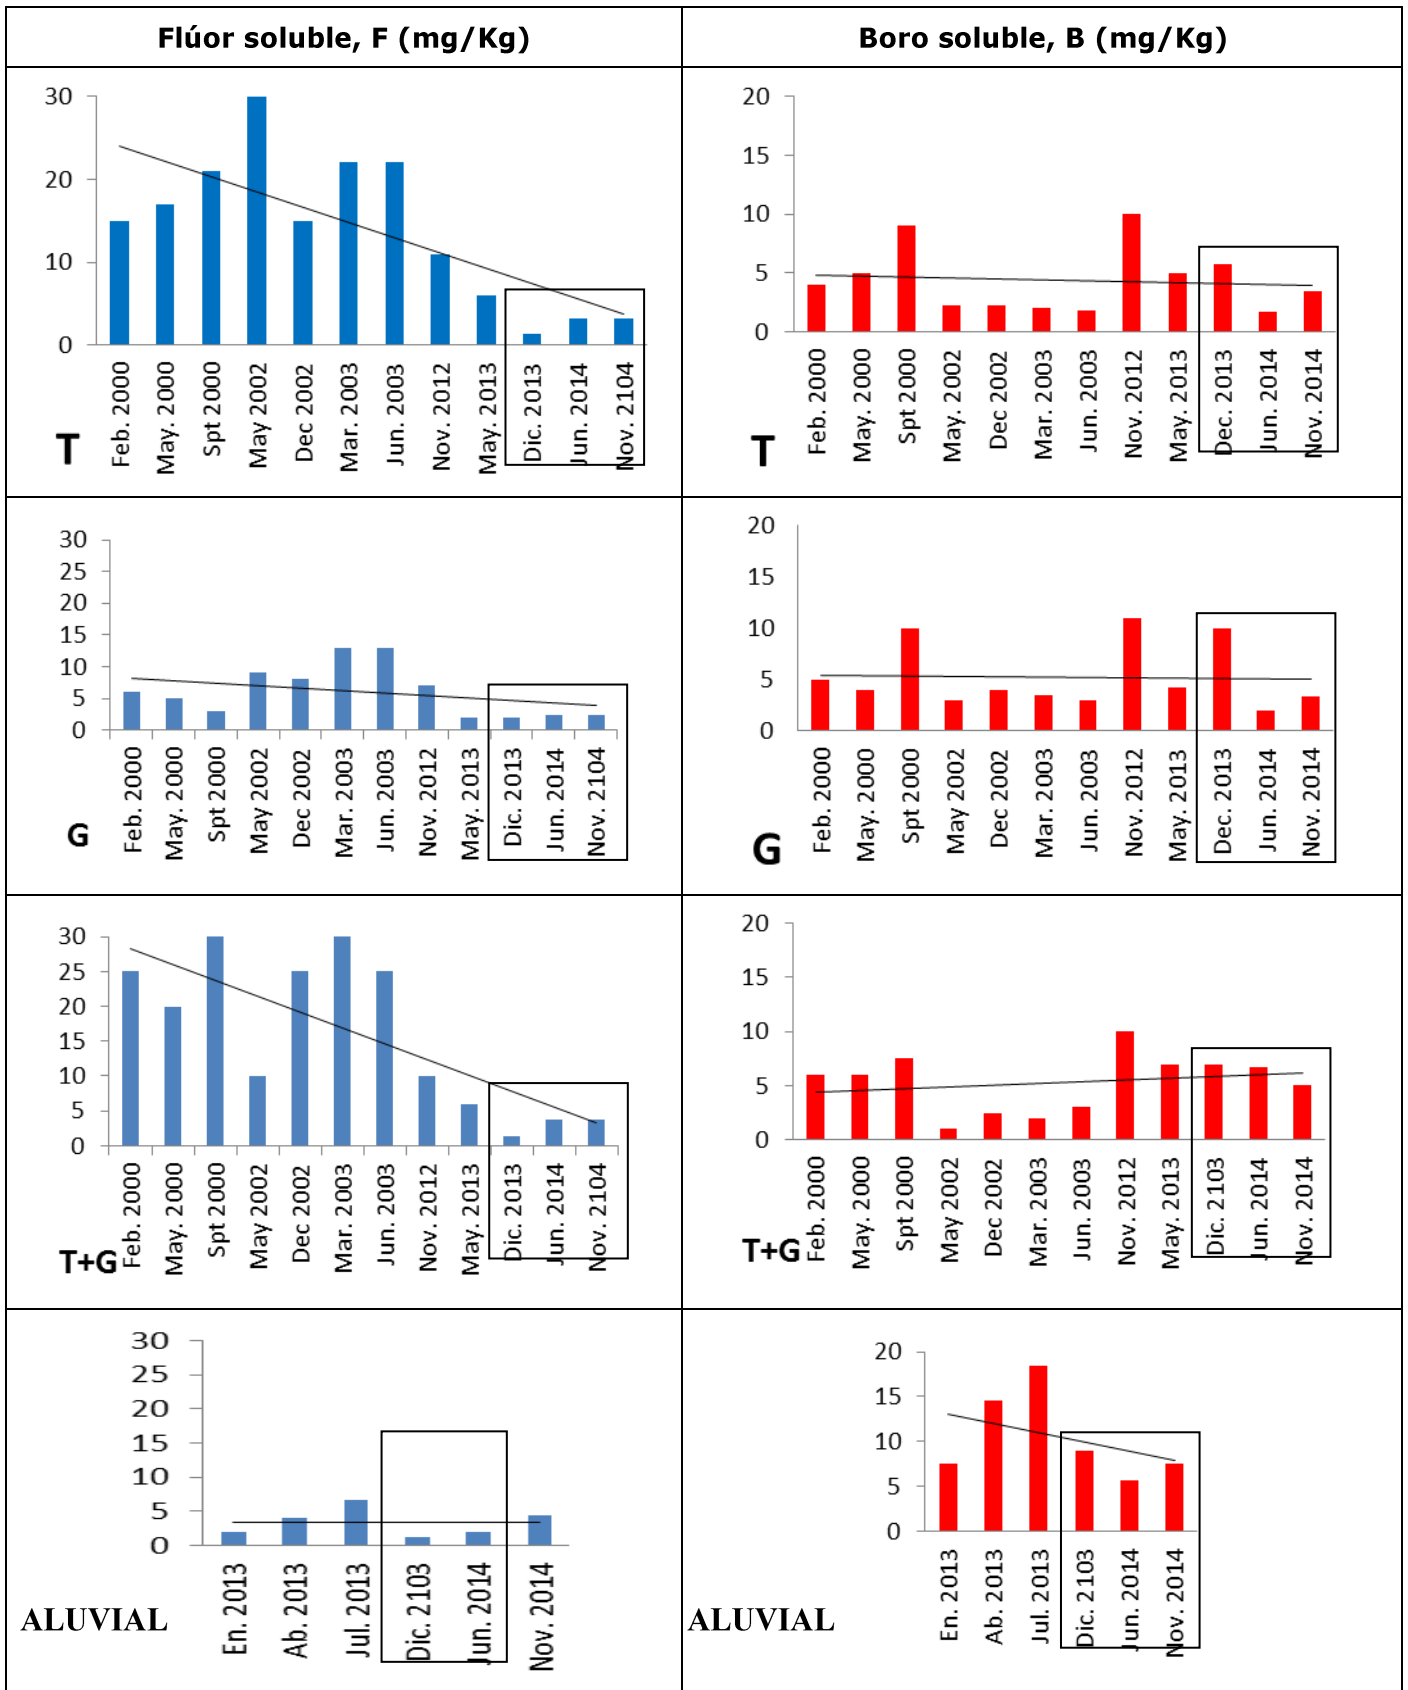 Flúor soluble, F (mg/Kg)
Boro soluble, B (mg/Kg)
30
20
10
0
Feb. 2000
May. 2000
Spt 2000
May 2002
Dec 2002
Mar. 2003
Jun. 2003
Nov. 2012
May. 2013
Dic. 2013
Jun. 2014
Nov. 2104
T
20
15
10
5
0
Feb. 2000
May. 2000
Spt 2000
May. 2002
Dec 2002
Mar. 2003
Jun. 2003
Nov. 2012
May. 2013
Dec. 2013
Jun. 2014
Nov. 2014
T
30
25
20
15
10
5
0
Feb. 2000
May. 2000
Spt 2000
May 2002
Dec 2002
Mar. 2003
Jun. 2003
Nov. 2012
May. 2013
Dic. 2013
Jun. 2014
Nov. 2104
G
20
15
10
5
0
Feb. 2000
May. 2000
Spt 2000
May 2002
Dec 2002
Mar. 2003
Jun. 2003
Nov. 2012
May. 2013
Dec. 2013
Jun. 2014
Nov. 2014
G
30
25
20
15
10
5
0
Feb. 2000
May. 2000
Spt 2000
May 2002
Dec 2002
Mar. 2003
Jun. 2003
Nov. 2012
May. 2013
Dic. 2013
Jun. 2014
Nov. 2104
T+G
20
15
10
5
0
Feb. 2000
May. 2000
Spt 2000
May 2002
Dec 2002
Mar. 2003
Jun. 2003
Nov. 2012
May. 2013
Dic. 2103
Jun. 2014
Nov. 2014
T+G
30
25
20
15
10
5
0
En. 2013
Ab. 2013
Jul. 2013
Dic. 2103
Jun. 2014
Nov. 2014
ALUVIAL
20
15
10
5
0
En. 2013
Ab. 2013
Jul. 2013
Dic. 2103
Jun. 2014
Nov. 2014
ALUVIAL